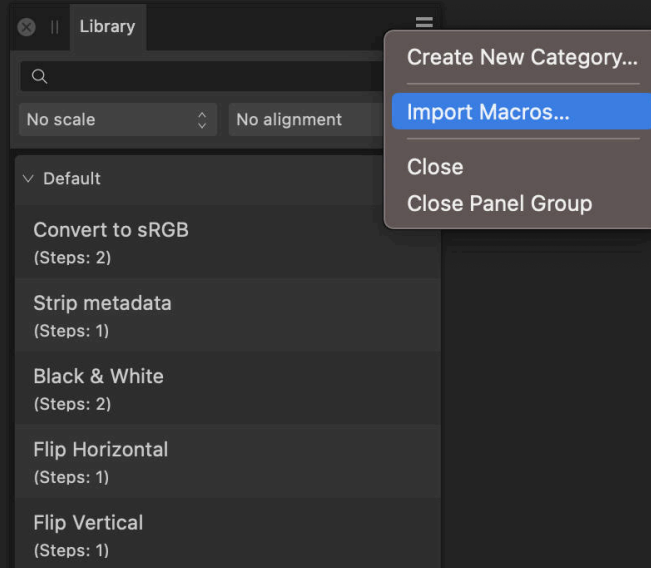 Library
Create New Category...
Import Macros...
Close
Close Panel Group
No scale
No alignment
Default
Convert to sRGB
(Steps: 2)
Strip metadata
(Steps: 1)
Black & White
(Steps: 2)
Flip Horizontal
(Steps: 1)
Flip Vertical
(Steps: 1)